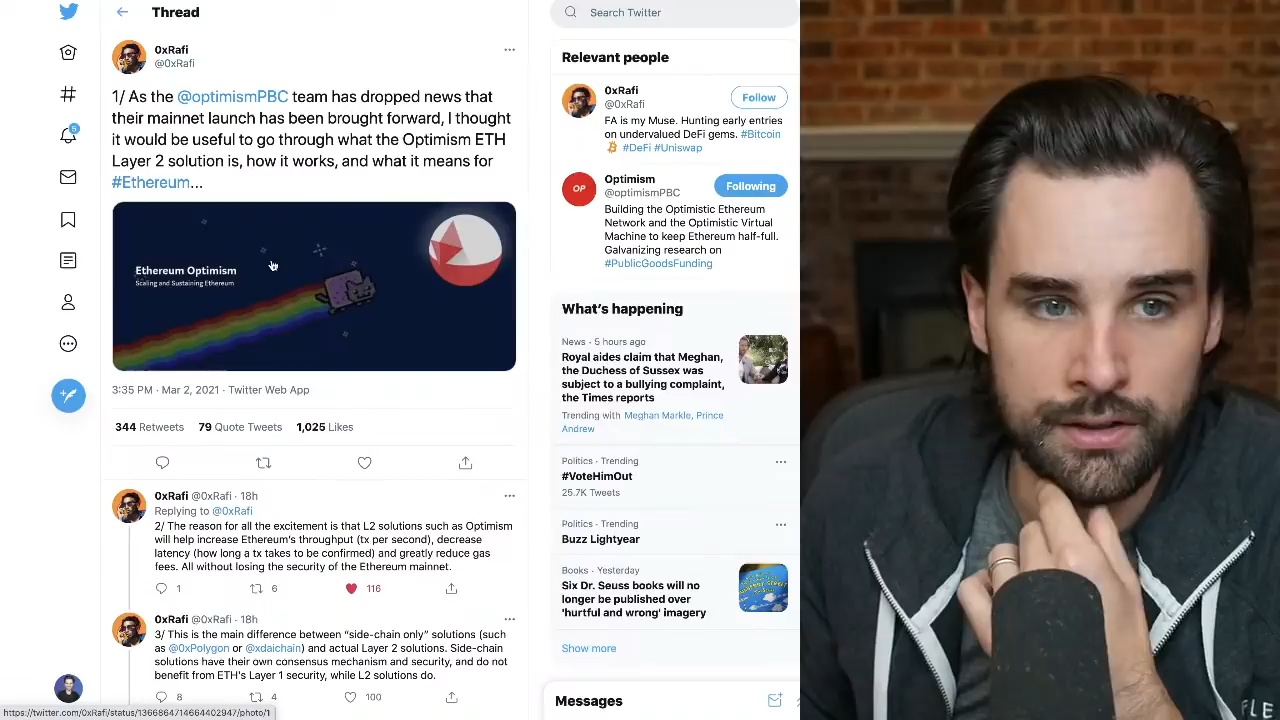 Thread
0xRafi
@0xRafi
1/ As the @optimismPBC team has dropped news that
their mainnet launch has been brought forward, I thought
it would be useful to go through what the Optimism ETH
Layer 2 solution is, how it works, and what it means for
#Ethereum...
Ethereum Optimism
Scaling and Sustaining Ethereum
3:35 PM · Mar 2, 2021 · Twitter Web App
344 Retweets 79 Quote Tweets 1,025 Likes
0xRafi @0xRafi · 18h
Replying to @0xRafi
2/ The reason for all the excitement is that L2 solutions such as Optimism
will help increase Ethereum's throughput (tx per second), decrease
latency (how long a tx takes to be confirmed) and greatly reduce gas
fees. All without losing the security of the Ethereum mainnet.
1 6 116
0xRafi @0xRafi · 18h
3/ This is the main difference between “side-chain only” solutions (such
as @0xPolygon or @xdaichain) and actual Layer 2 solutions. Side-chain
solutions have their own consensus mechanism and security, and do not
benefit from ETH's Layer 1 security, while L2 solutions do.
8 4 100
https://twitter.com/0xRafi/status/1366864714664402947/photo/1
5
Search Twitter
Relevant people
0xRafi
@0xRafi
Follow
FA is my Muse. Hunting early entries
on undervalued DeFi gems. #Bitcoin
#DeFi #Uniswap
OP
Optimism
@optimismPBC
Following
Building the Optimistic Ethereum
Network and the Optimistic Virtual
Machine to keep Ethereum half-full.
Galvanizing research on
#PublicGoodsFunding
What's happening
News · 5 hours ago
Royal aides claim that Meghan,
the Duchess of Sussex was
subject to a bullying complaint,
the Times reports
Trending with Meghan Markle, Prince
Andrew
Politics · Trending
#VoteHimOut
25.7K Tweets
Politics · Trending
Buzz Lightyear
Books · Yesterday
Six Dr. Seuss books will no
longer be published over
'hurtful and wrong' imagery
Show more
Messages